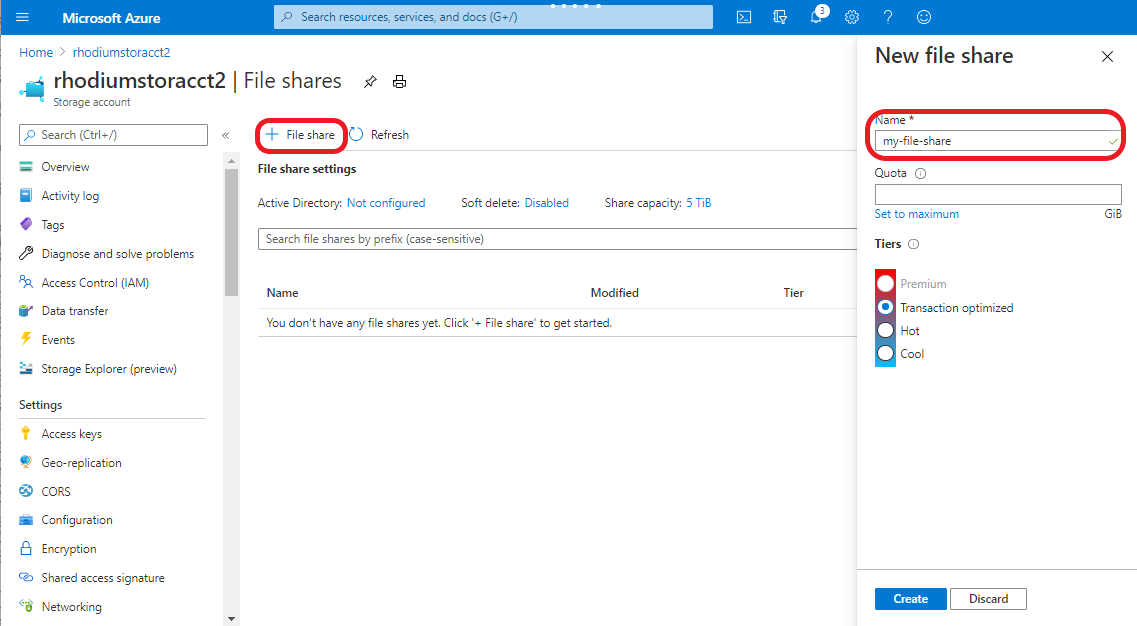 Microsoft Azure
Search resources, services, and docs (G+/)
3
Home > rhodiumstoracct2
rhodiumstoracct2 | File shares
Storage account
Search (Ctrl+/)
«
Overview
Activity log
Tags
Diagnose and solve problems
Access Control (IAM)
Data transfer
Events
Storage Explorer (preview)
Settings
Access keys
Geo-replication
CORS
Configuration
Encryption
Shared access signature
Networking
+ File share
Refresh
File share settings
Active Directory: Not configured
Soft delete: Disabled
Share capacity: 5 TiB
Search file shares by prefix (case-sensitive)
Name Modified Tier
You don't have any file shares yet. Click '+ File share' to get started.
New file share
Name *
my-file-share
Quota
Set to maximum
GiB
Tiers
Premium
Transaction optimized
Hot
Cool
Create
Discard